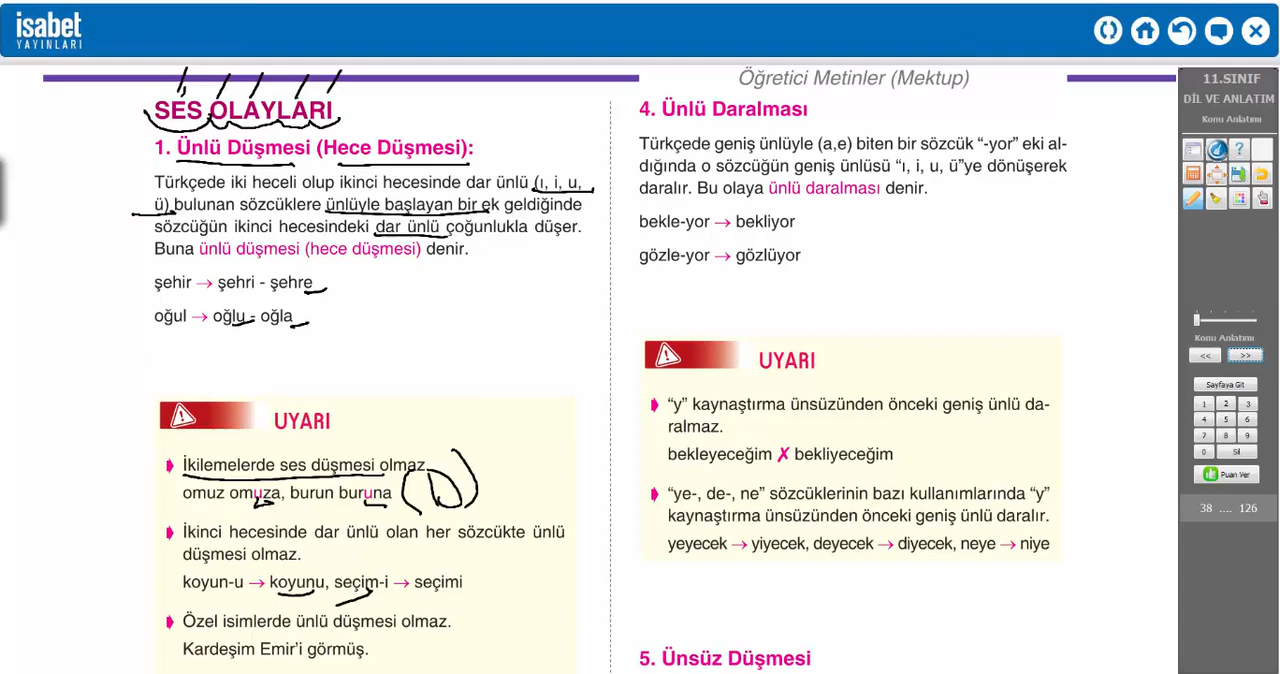 isabet
YAYINLARI
Öğretici Metinler (Mektup)
SES OLAYLARI
1. Ünlü Düşmesi (Hece Düşmesi):
Türkçede iki heceli olup ikinci hecesinde dar ünlü (ı, i, u,
ü) bulunan sözcüklere ünlüyle başlayan bir ek geldiğinde
sözcüğün ikinci hecesindeki dar ünlü çoğunlukla düşer.
Buna ünlü düşmesi (hece düşmesi) denir.
şehir → şehri - şehre
oğul → oğlu - oğla
UYARI
İkilemelerde ses düşmesi olmaz.
omuz omuza, burun buruna
İkinci hecesinde dar ünlü olan her sözcükte ünlü
düşmesi olmaz.
koyun-u → koyunu, seçim-i → seçimi
Özel isimlerde ünlü düşmesi olmaz.
Kardeşim Emir’i görmüş.
4. Ünlü Daralması
Türkçede geniş ünlüyle (a,e) biten bir sözcük “-yor” eki al-
dığında o sözcüğün geniş ünlüsü “ı, i, u, ü”ye dönüşerek
daralır. Bu olaya ünlü daralması denir.
bekle-yor → bekliyor
gözle-yor → gözlüyor
UYARI
“y” kaynaştırma ünsüzünden önceki geniş ünlü da-
ralmaz.
bekleyeceğim ✗ bekliyeceğim
“ye-, de-, ne” sözcüklerinin bazı kullanımlarında “y”
kaynaştırma ünsüzünden önceki geniş ünlü daralır.
yeyecek → yiyecek, deyecek → diyecek, neye → niye
5. Ünsüz Düşmesi
11.SINIF
DİL VE ANLATIM
Konu Anlatımı
?
Konu Anlatımı
<< >>
Sayfaya Git
1 2 3
4 5 6
7 8 9
0 Sil
Puan Ver
38 .... 126